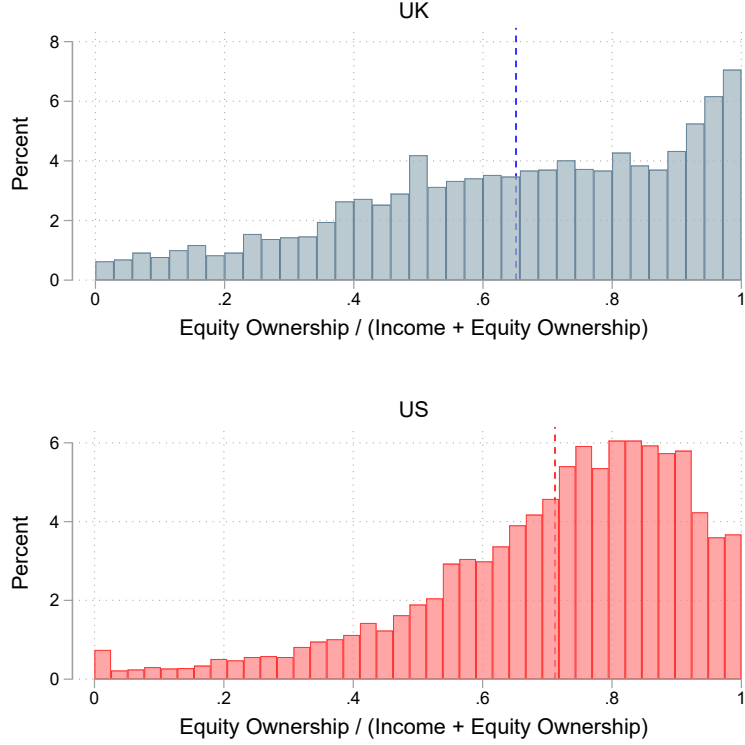 UK
8
6
4
2
0
Percent
0 .2 .4 .6 .8 1
Equity Ownership / (Income + Equity Ownership)
US
6
4
2
0
Percent
0 .2 .4 .6 .8 1
Equity Ownership / (Income + Equity Ownership)